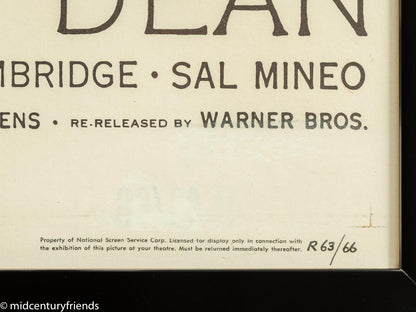 DEAN
MBRIDGE · SAL MINEO
ENS · RE-RELEASED BY WARNER BROS.
Property of National Screen Service Corp. Licensed for display only in connection with
the exhibition of this picture at your theatre. Must be returned immediately thereafter.
R63/66
© midcenturyfriends